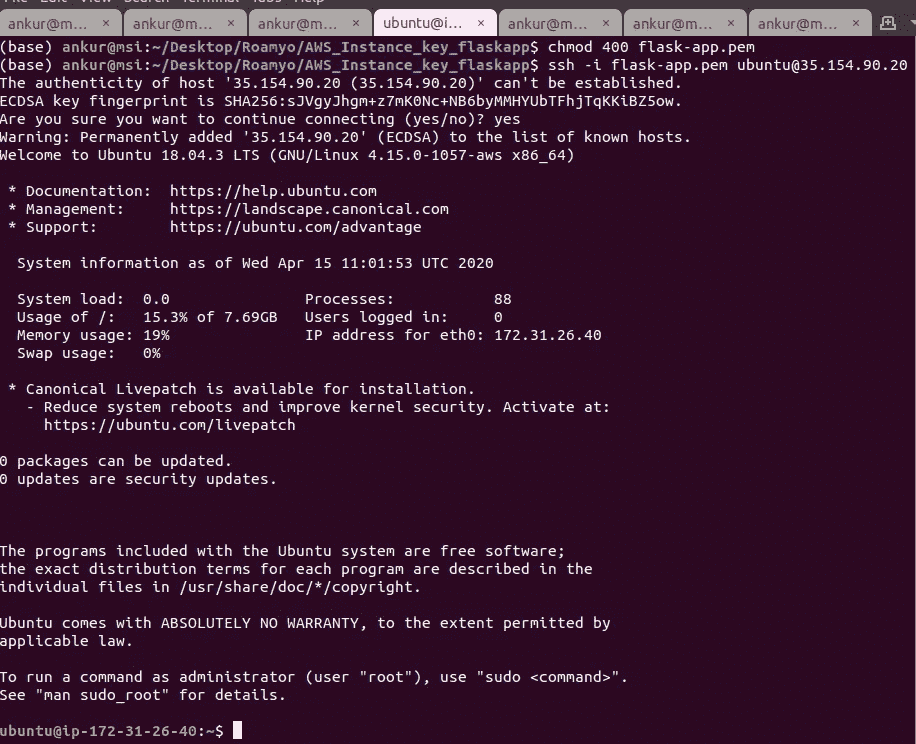 File Edit View Search Terminal Tabs Help
ankur@m... × ankur@m... × ankur@m... × ubuntu@i... × ankur@m... × ankur@m... × ankur@m... ×
(base) ankur@msi:~/Desktop/Roamyo/AWS_Instance_key_flaskapp$ chmod 400 flask-app.pem
(base) ankur@msi:~/Desktop/Roamyo/AWS_Instance_key_flaskapp$ ssh -i flask-app.pem ubuntu@35.154.90.20
The authenticity of host '35.154.90.20 (35.154.90.20)' can't be established.
ECDSA key fingerprint is SHA256:sJVgyJhgm+z7mK0Nc+NB6byMMHYUbTFhjTqKKiBZ5ow.
Are you sure you want to continue connecting (yes/no)? yes
Warning: Permanently added '35.154.90.20' (ECDSA) to the list of known hosts.
Welcome to Ubuntu 18.04.3 LTS (GNU/Linux 4.15.0-1057-aws x86_64)
* Documentation: https://help.ubuntu.com
* Management: https://landscape.canonical.com
* Support: https://ubuntu.com/advantage
System information as of Wed Apr 15 11:01:53 UTC 2020
System load: 0.0 Processes: 88
Usage of /: 15.3% of 7.69GB Users logged in: 0
Memory usage: 19% IP address for eth0: 172.31.26.40
Swap usage: 0%
* Canonical Livepatch is available for installation.
- Reduce system reboots and improve kernel security. Activate at:
https://ubuntu.com/livepatch
0 packages can be updated.
0 updates are security updates.
The programs included with the Ubuntu system are free software;
the exact distribution terms for each program are described in the
individual files in /usr/share/doc/*/copyright.
Ubuntu comes with ABSOLUTELY NO WARRANTY, to the extent permitted by
applicable law.
To run a command as administrator (user "root"), use "sudo <command>".
See "man sudo_root" for details.
ubuntu@ip-172-31-26-40:~$